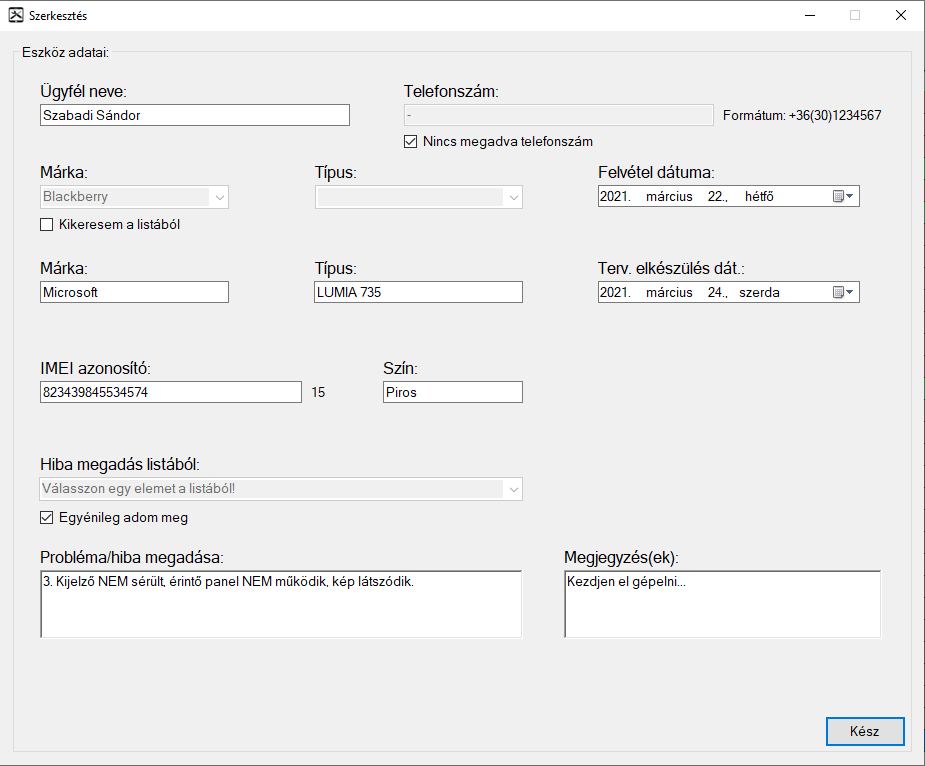 Szerkesztés
Eszköz adatai:
Ügyfél neve:
Szabadi Sándor
Telefonszám:
-
Formátum: +36(30)1234567
Nincs megadva telefonszám
Márka:
Blackberry
Kikeresem a listából
Típus:
Felvétel dátuma:
2021. március 22., hétfő
Márka:
Microsoft
Típus:
LUMIA 735
Terv. elkészülés dát.:
2021. március 24., szerda
IMEI azonosító:
823439845534574
15
Szín:
Piros
Hiba megadás listából:
Válasszon egy elemet a listából!
Egyénileg adom meg
Probléma/hiba megadása:
3. Kijelző NEM sérült, érintő panel NEM működik, kép látszódik.
Megjegyzés(ek):
Kezdjen el gépelni...
Kész